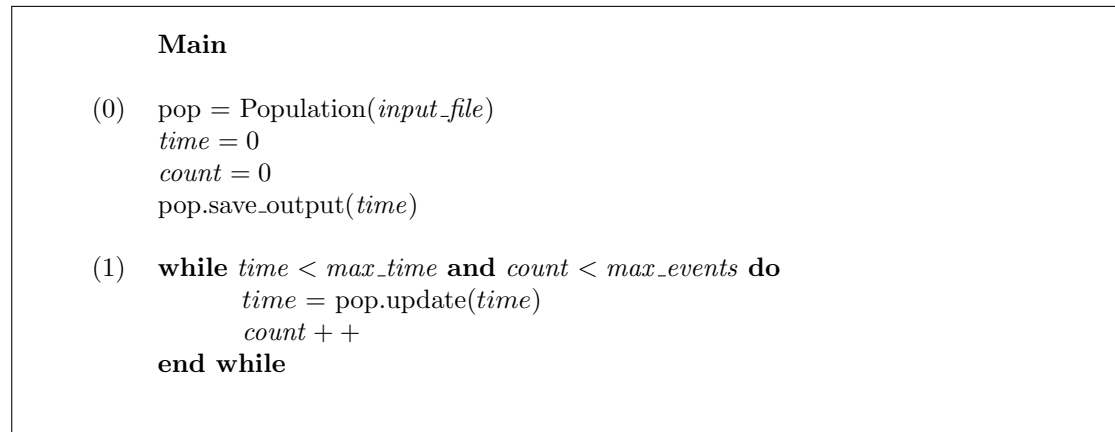 Main
(0) pop = Population(input_file)
time = 0
count = 0
pop.save_output(time)
(1) while time < max_time and count < max_events do
time = pop.update(time)
count + +
end while